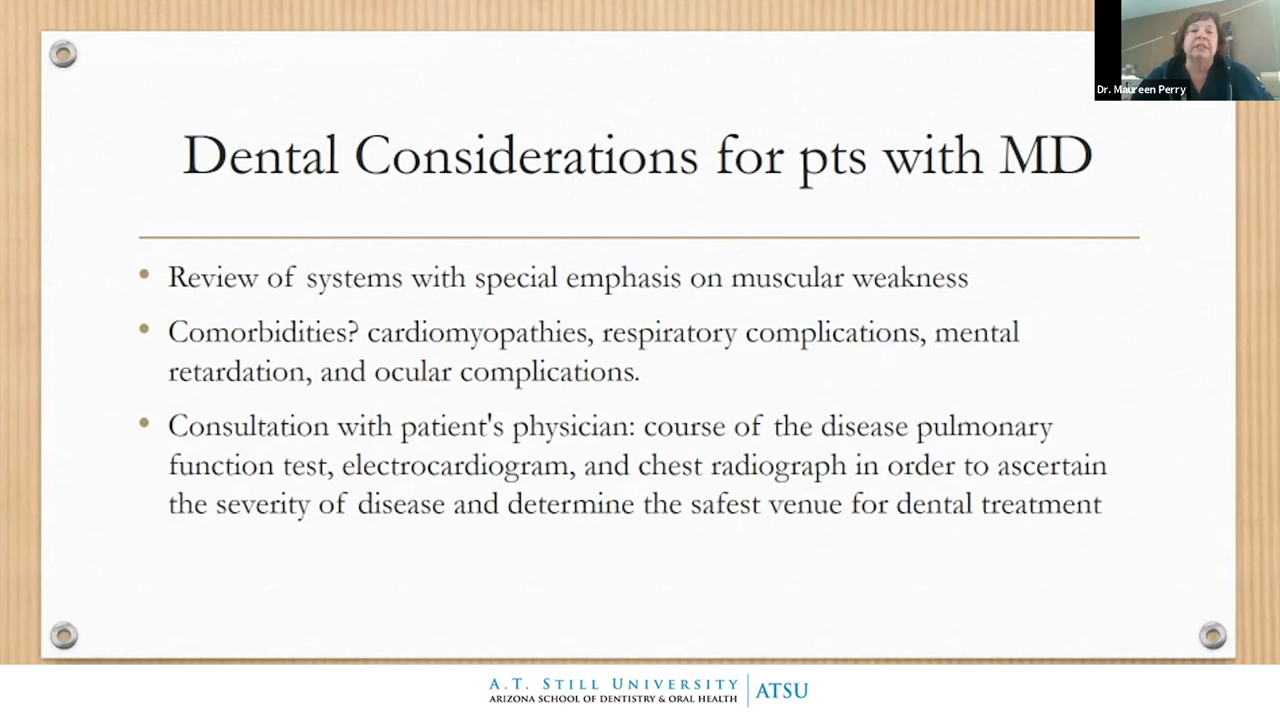 Dr. Maureen Perry
Dental Considerations for pts with MD
• Review of systems with special emphasis on muscular weakness
• Comorbidities? cardiomyopathies, respiratory complications, mental
retardation, and ocular complications.
• Consultation with patient's physician: course of the disease pulmonary
function test, electrocardiogram, and chest radiograph in order to ascertain
the severity of disease and determine the safest venue for dental treatment
A.T. STILL UNIVERSITY
ARIZONA SCHOOL OF DENTISTRY & ORAL HEALTH
ATSU